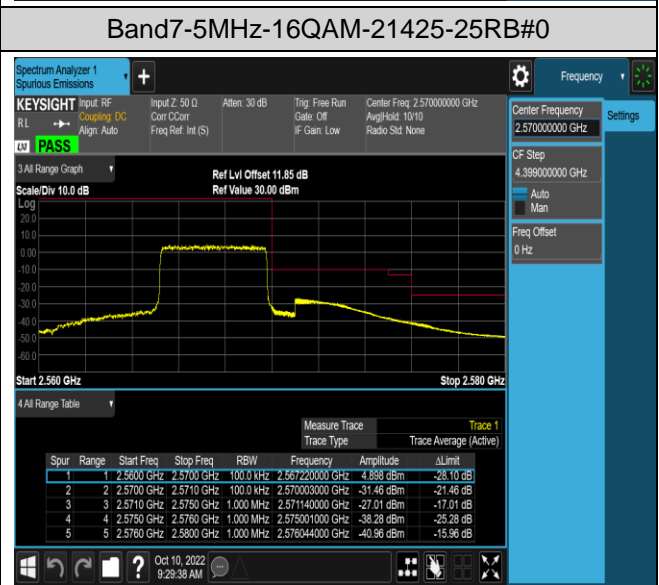 Band7-5MHz-16QAM-21425-25RB#0
Spectrum Analyzer 1
Spurious Emissions
Frequency
KEYSIGHT
RL
Input: RF
Coupling: DC
Align: Auto
Input Z: 50 Ω
Corr CCorr
Freq Ref: Int (S)
Atten: 30 dB
Trig: Free Run
Gate: Off
IF Gain: Low
Center Freq: 2.570000000 GHz
Avg|Hold: 10/10
Radio Std: None
PASS
Center Frequency
2.570000000 GHz
Settings
CF Step
4.399000000 GHz
Auto
Man
Freq Offset
0 Hz
3 All Range Graph
Scale/Div 10.0 dB
Ref Lvl Offset 11.85 dB
Ref Value 30.00 dBm
Log
20.0
10.0
0.00
-10.0
-20.0
-30.0
-40.0
-50.0
-60.0
Start 2.560 GHz
Stop 2.580 GHz
4 All Range Table
Measure Trace Trace 1
Trace Type Trace Average (Active)
Spur Range Start Freq Stop Freq RBW Frequency Amplitude ΔLimit
1 1 2.5600 GHz 2.5700 GHz 100.0 kHz 2.567220000 GHz 4.898 dBm -28.10 dB
2 2 2.5700 GHz 2.5710 GHz 100.0 kHz 2.570003000 GHz -31.46 dBm -21.46 dB
3 3 2.5710 GHz 2.5750 GHz 1.000 MHz 2.571140000 GHz -27.01 dBm -17.01 dB
4 4 2.5750 GHz 2.5760 GHz 1.000 MHz 2.575001000 GHz -38.28 dBm -25.28 dB
5 5 2.5760 GHz 2.5800 GHz 1.000 MHz 2.576044000 GHz -40.96 dBm -15.96 dB
Oct 10, 2022
9:29:38 AM